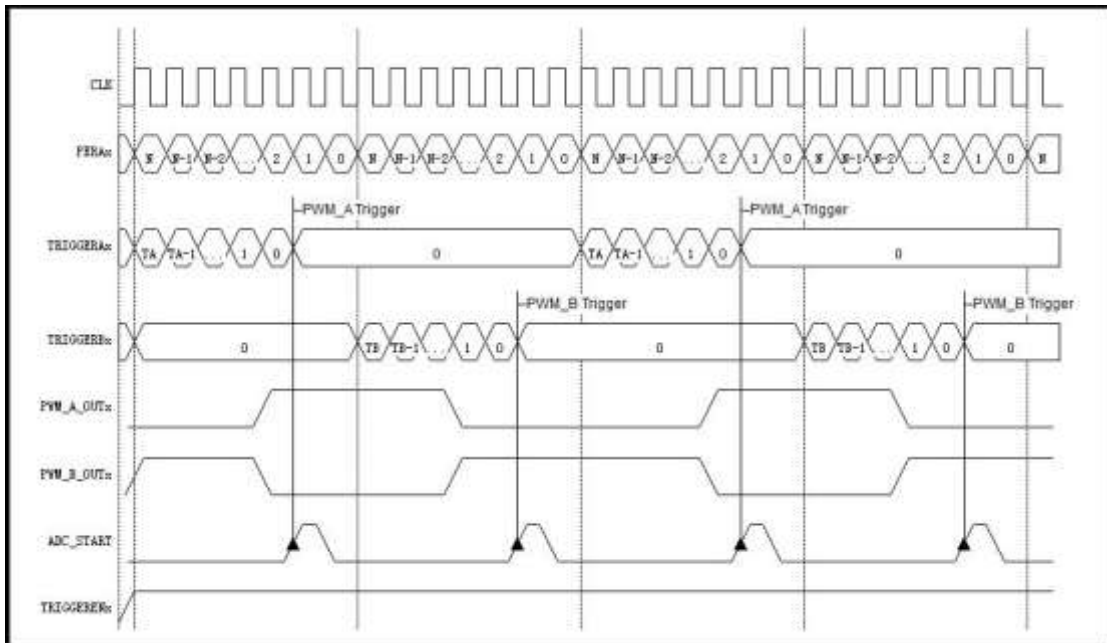 CLK
PERAx N N-1 N-2 ... 2 1 0 N N-1 N-2 ... 2 1 0 N N-1 N-2 ... 2 1 0 N N-1 N-2 ... 2 1 0 N
PWM_A Trigger PWM_A Trigger
TRIGGERAx TA TA-1 ... 1 0 0 TA TA-1 ... 1 0 0
PWM_B Trigger PWM_B Trigger
TRIGGERBx 0 TB TB-1 ... 1 0 0 TB TB-1 ... 1 0 0
PWM_A_OUTx
PWM_B_OUTx
ADC_START
TRIGGERENx